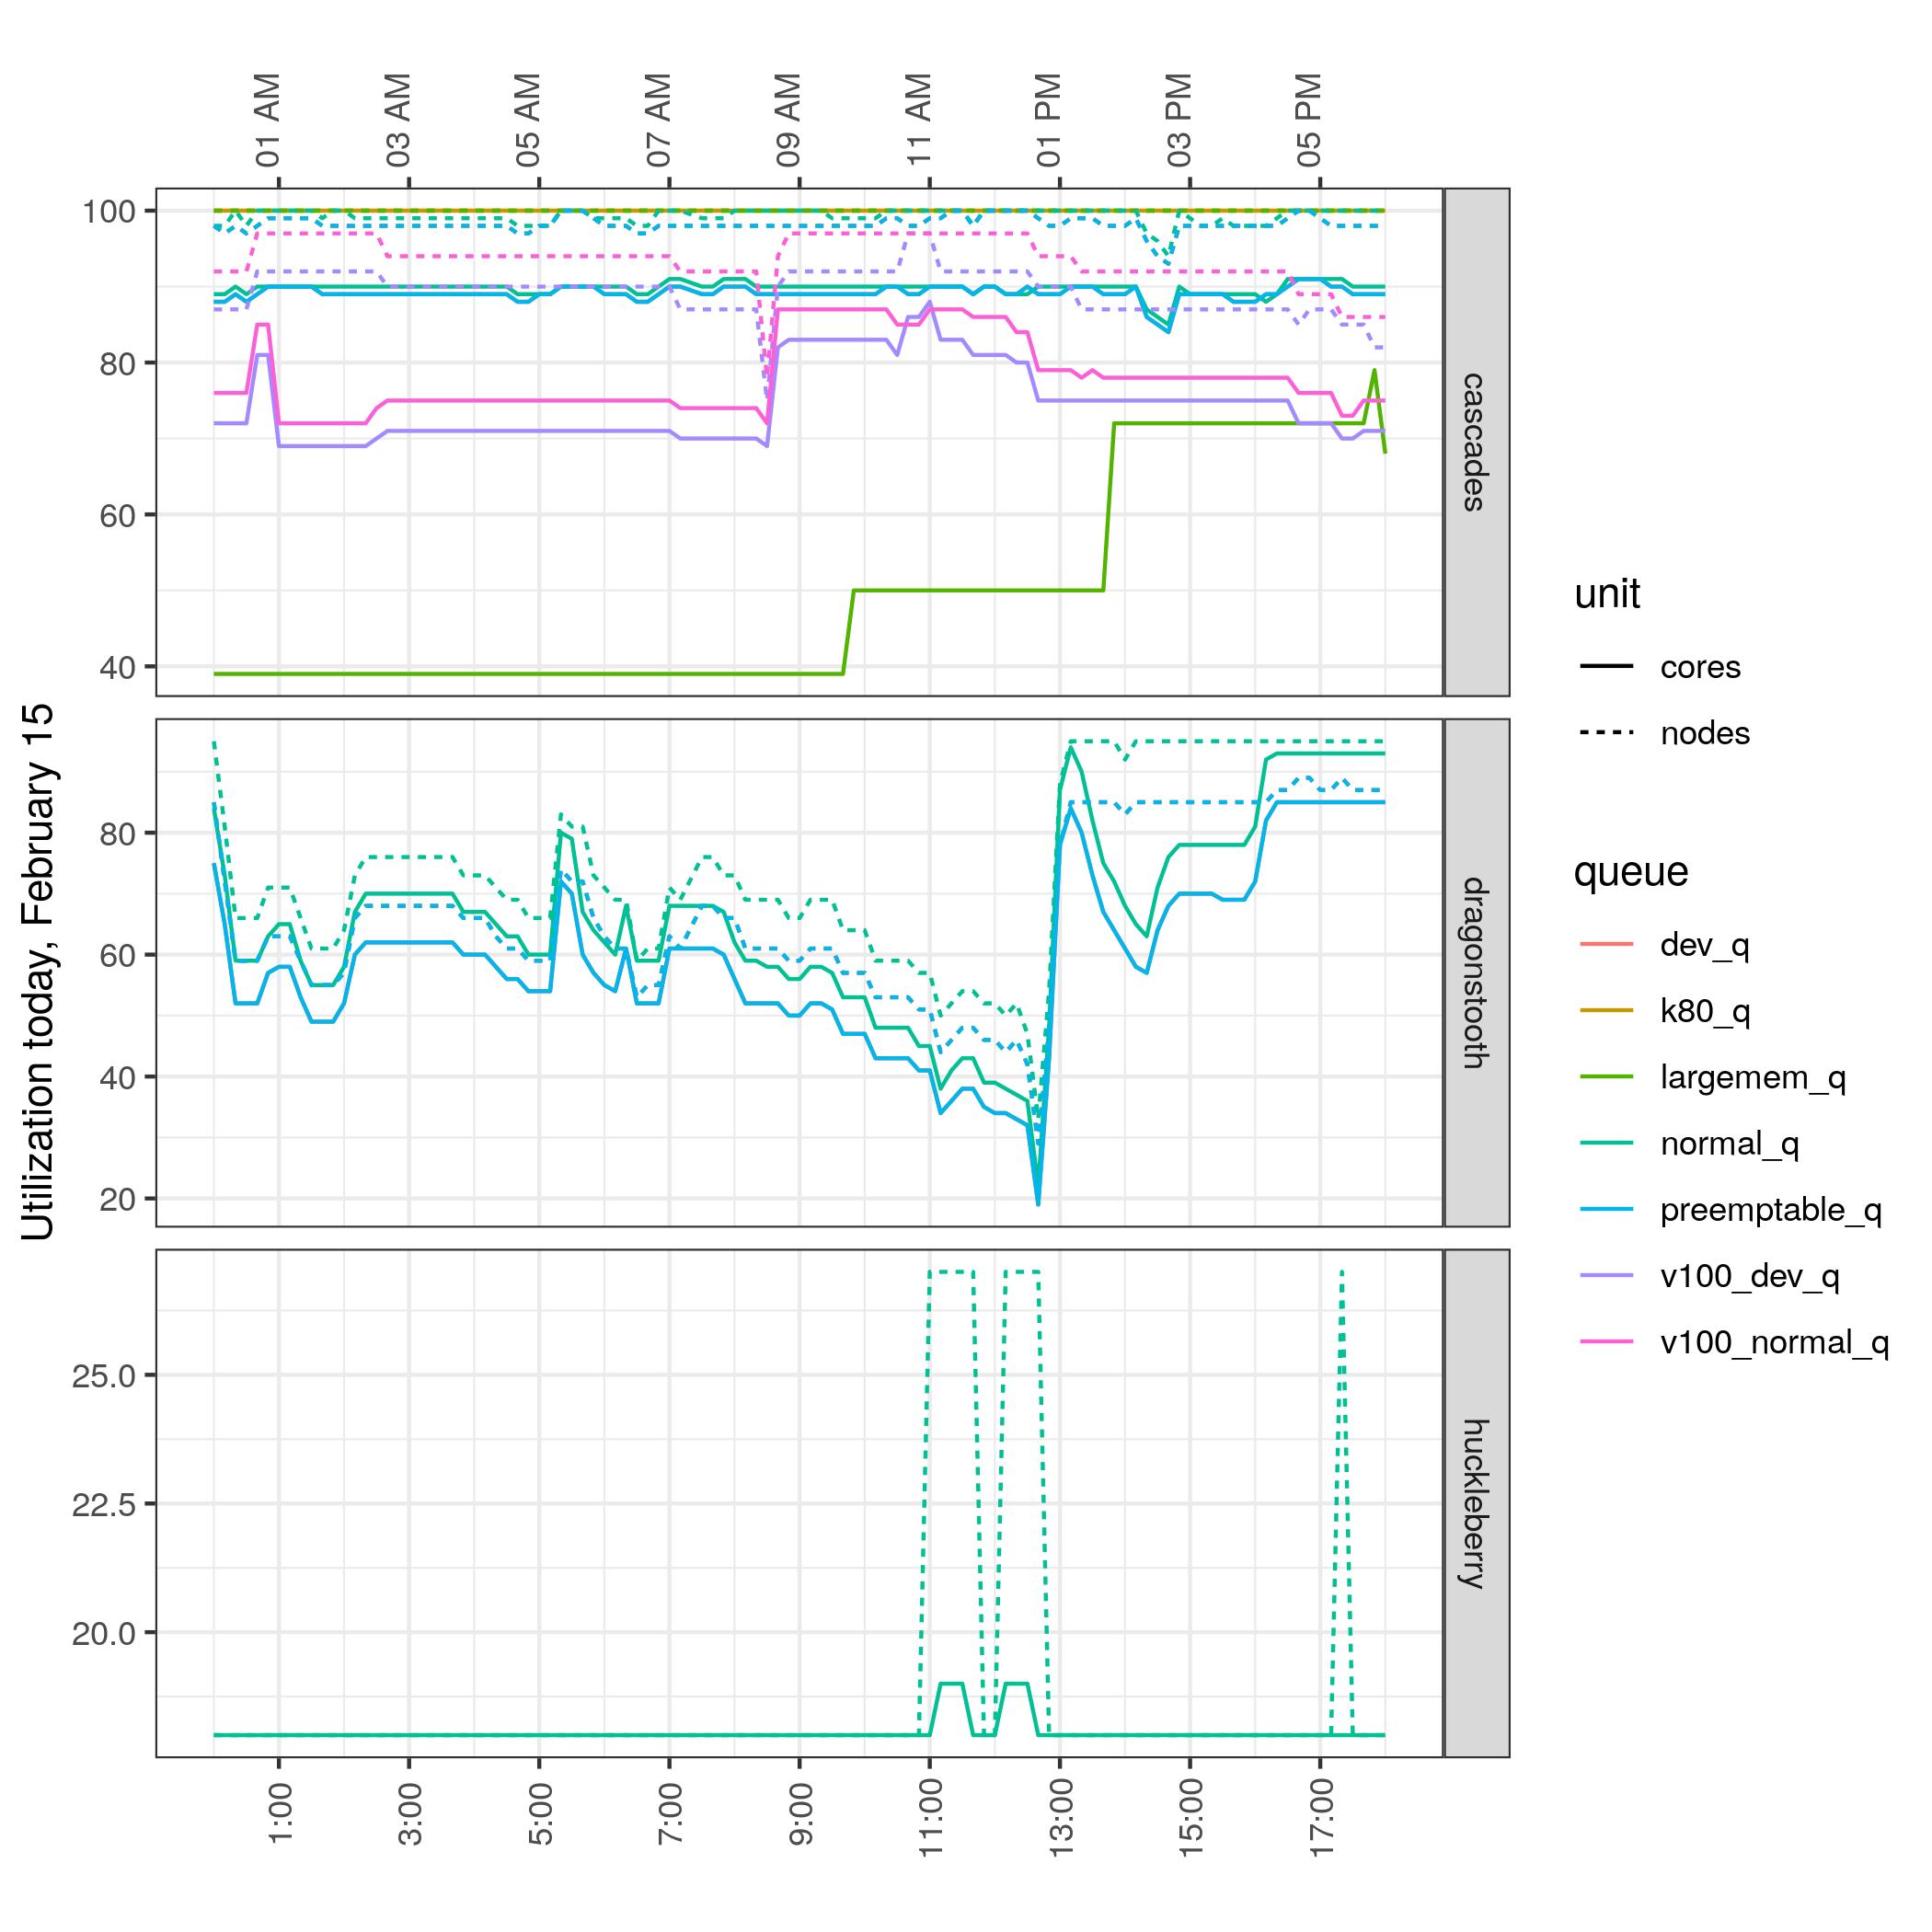 01 AM
03 AM
05 AM
07 AM
09 AM
11 AM
01 PM
03 PM
05 PM
Utilization today, February 15
100
80
60
40
cascades
80
60
40
20
dragonstooth
25.0
22.5
20.0
huckleberry
1:00
3:00
5:00
7:00
9:00
11:00
13:00
15:00
17:00
unit
cores
nodes
queue
dev_q
k80_q
largemem_q
normal_q
preemptable_q
v100_dev_q
v100_normal_q